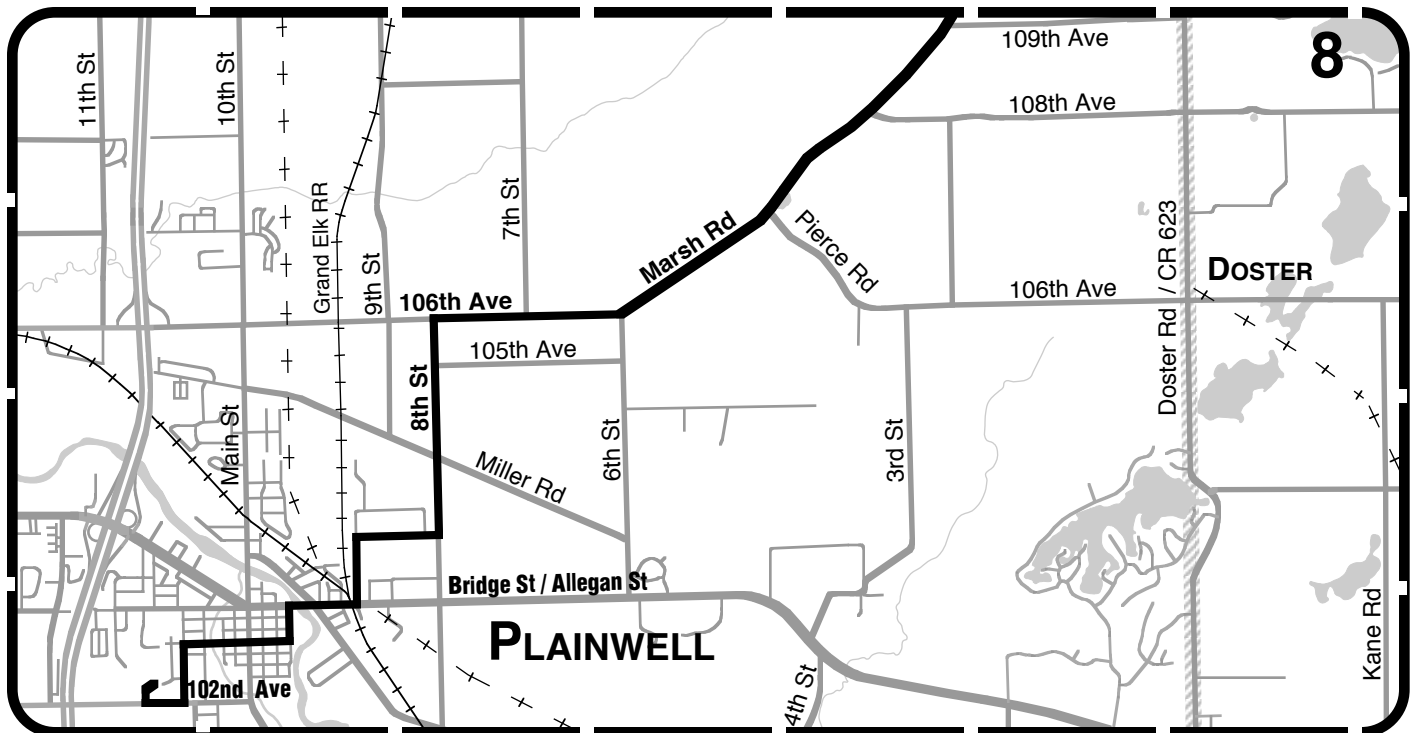 109th Ave
8
11th St
10th St
108th Ave
Grand Elk RR
9th St
7th St
Marsh Rd
Pierce Rd
Doster Rd / CR 623
DOSTER
106th Ave
106th Ave
105th Ave
8th St
Main St
6th St
3rd St
Miller Rd
Bridge St / Allegan St
PLAINWELL
Kane Rd
102nd Ave
4th St